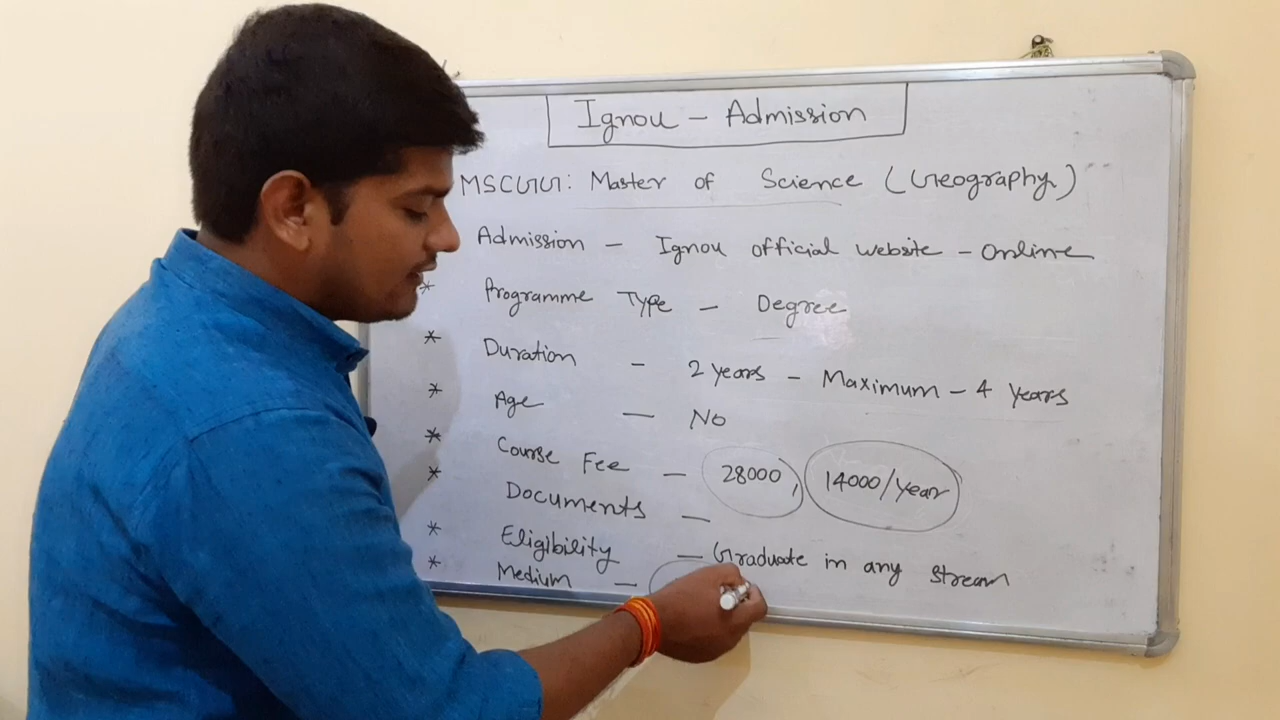 Ignou - Admission
MSCGG: Master of Science (Geography)
Admission - Ignou official website - Online
* Programme Type - Degree
* Duration - 2 years - Maximum - 4 years
* Age - No
* Course Fee - 28000, 14000/year
* Documents -
* Eligibility - Graduate in any stream
* Medium -